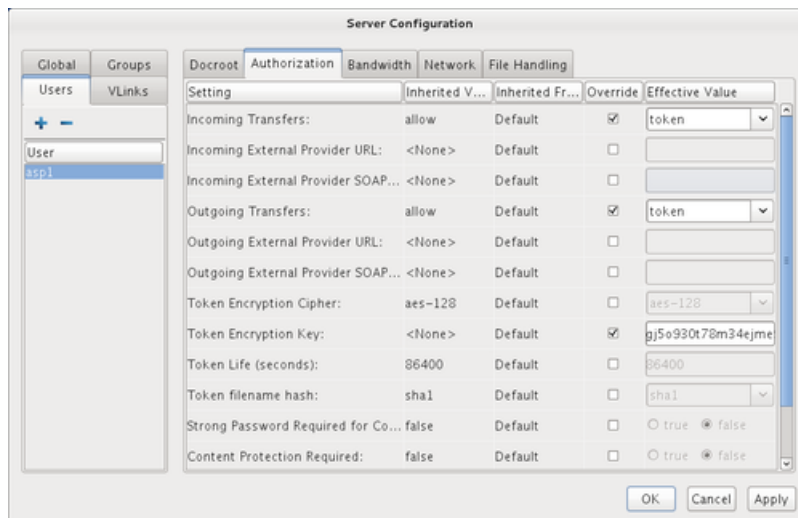 Server Configuration
Global Groups
Users VLinks
User
asp1
Docroot Authorization Bandwidth Network File Handling
Setting Inherited V... Inherited Fr... Override Effective Value
Incoming Transfers: allow Default token
Incoming External Provider URL: <None> Default
Incoming External Provider SOAP... <None> Default
Outgoing Transfers: allow Default token
Outgoing External Provider URL: <None> Default
Outgoing External Provider SOAP... <None> Default
Token Encryption Cipher: aes-128 Default aes-128
Token Encryption Key: <None> Default gj5o930t78m34ejme
Token Life (seconds): 86400 Default 86400
Token filename hash: sha1 Default sha1
Strong Password Required for Co... false Default true false
Content Protection Required: false Default true false
OK Cancel Apply